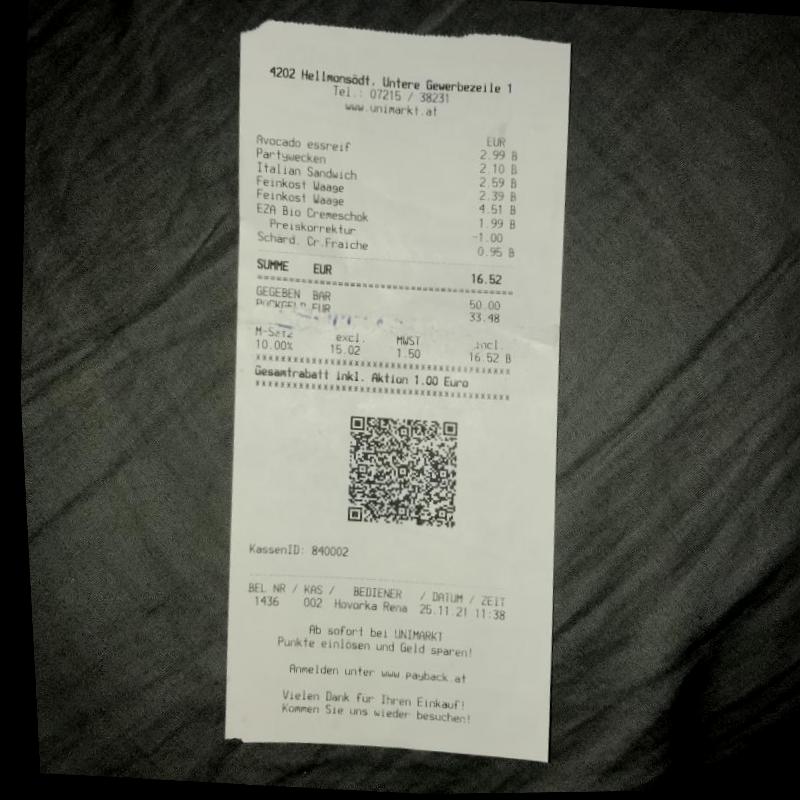 4202 Hellmonsödt, Untere Gewerbezeile 1
Tel.: 07215 / 38231
www.unimarkt.at
EUR
Avocado essreif 2.99 B
Partywecken 2.10 B
Italian Sandwich 2.59 B
Feinkost Waage 2.39 B
Feinkost Waage 4.51 B
EZA Bio Cremeschok 1.99 B
Preiskorrektur -1.00
Schärd. Cr.Fraiche 0.95 B
SUMME EUR 16.52
GEGEBEN BAR 50.00
RÜCKGELD EUR 33.48
M-Satz excl. MWST incl.
10.00% 15.02 1.50 16.52 B
Gesamtrabatt inkl. Aktion 1.00 Euro
KassenID: 840002
BEL NR / KAS / BEDIENER / DATUM / ZEIT
1436 002 Hovorka Rena 25.11.21 11:38
Ab sofort bei UNIMARKT
Punkte einlösen und Geld sparen!
Anmelden unter www.payback.at
Vielen Dank für Ihren Einkauf!
Kommen Sie uns wieder besuchen!